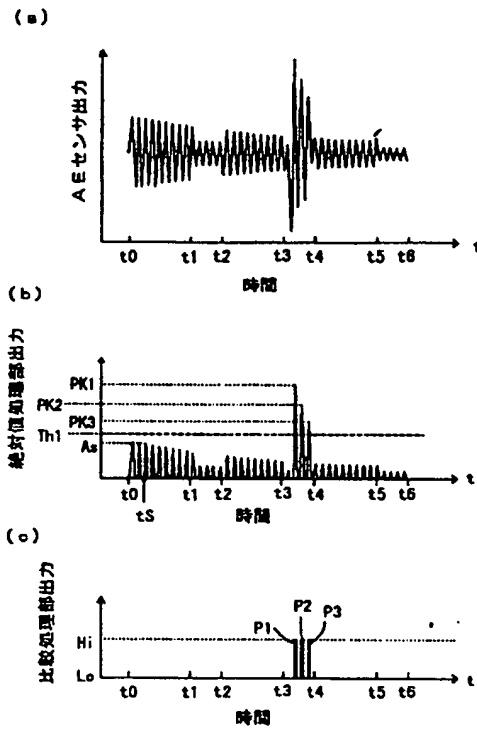 (a)
AEセンサ出力
t0 t1 t2 t3 t4 t5 t6 t
時間
(b)
絶対値処理部出力
PK1
PK2
PK3
Th1
As
t0 tS t1 t2 t3 t4 t5 t6 t
時間
(c)
比較処理部出力
P1 P2 P3
Hi
Lo
t0 t1 t2 t3 t4 t5 t6 t
時間